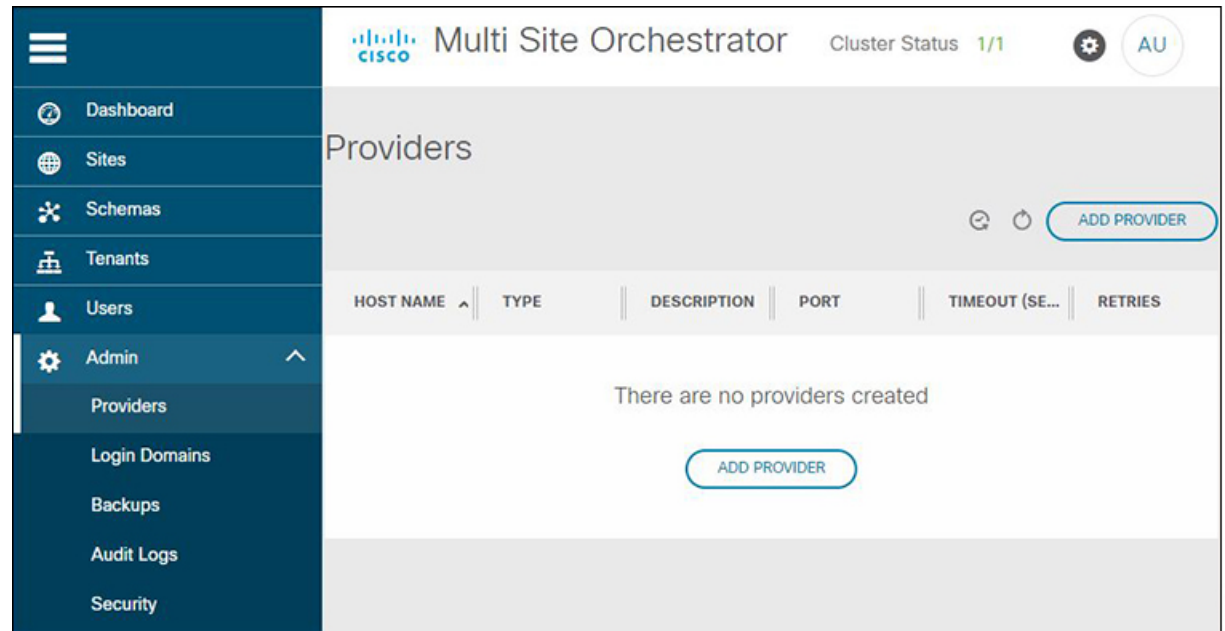 CISCO Multi Site Orchestrator Cluster Status 1/1 AU
Dashboard
Sites
Schemas
Tenants
Users
Admin
Providers
Login Domains
Backups
Audit Logs
Security
Providers
ADD PROVIDER
HOST NAME TYPE DESCRIPTION PORT TIMEOUT (SE... RETRIES
There are no providers created
ADD PROVIDER